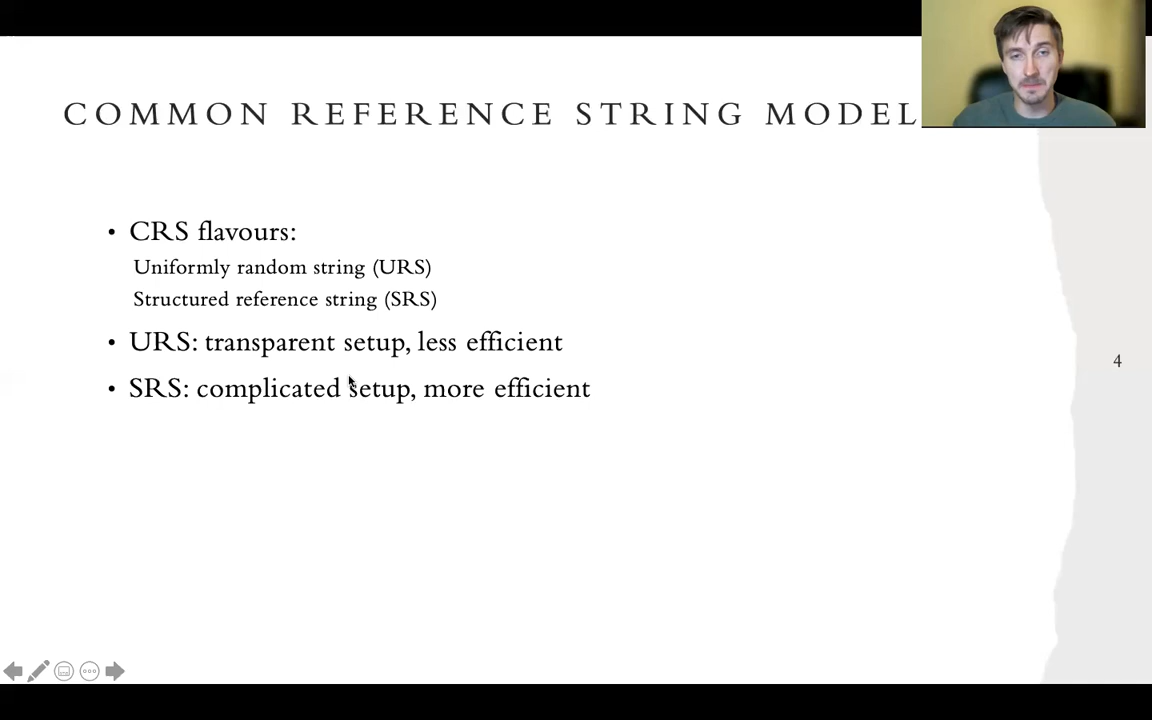 COMMON REFERENCE STRING MODEL
• CRS flavours:
Uniformly random string (URS)
Structured reference string (SRS)
• URS: transparent setup, less efficient
• SRS: complicated setup, more efficient
4